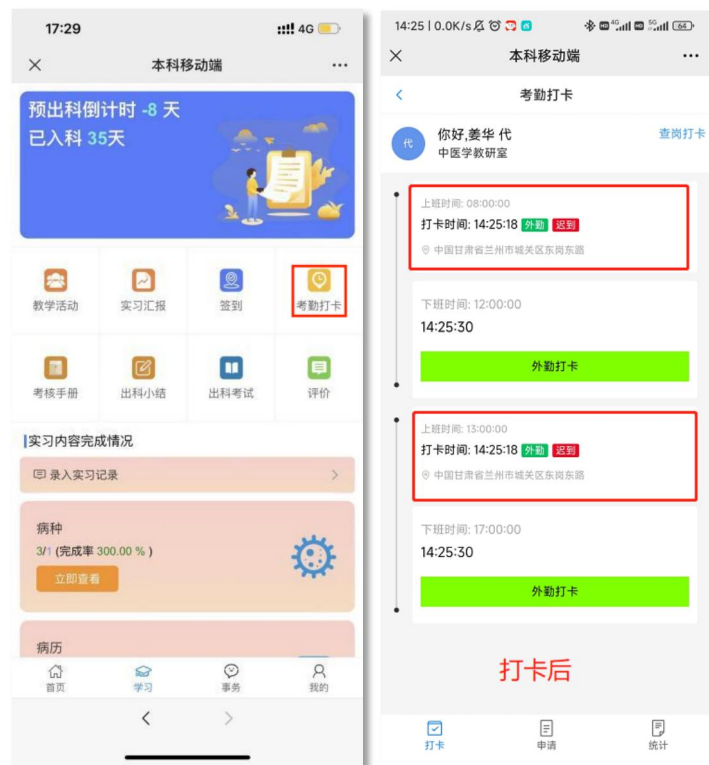 17:29
4G
本科移动端
预出科倒计时 -8 天
已入科 35天
教学活动
实习汇报
签到
考勤打卡
考核手册
出科小结
出科考试
评价
实习内容完成情况
录入实习记录
病种
3/1 (完成率 300.00 % )
立即查看
病历
首页
学习
事务
我的
14:25 | 0.0K/s
4G
5G
64
本科移动端
考勤打卡
代
你好,姜华 代
中医学教研室
查岗打卡
上班时间: 08:00:00
打卡时间: 14:25:18 外勤 迟到
中国甘肃省兰州市城关区东岗东路
下班时间: 12:00:00
14:25:30
外勤打卡
上班时间: 13:00:00
打卡时间: 14:25:18 外勤 迟到
中国甘肃省兰州市城关区东岗东路
下班时间: 17:00:00
14:25:30
外勤打卡
打卡后
打卡
申请
统计